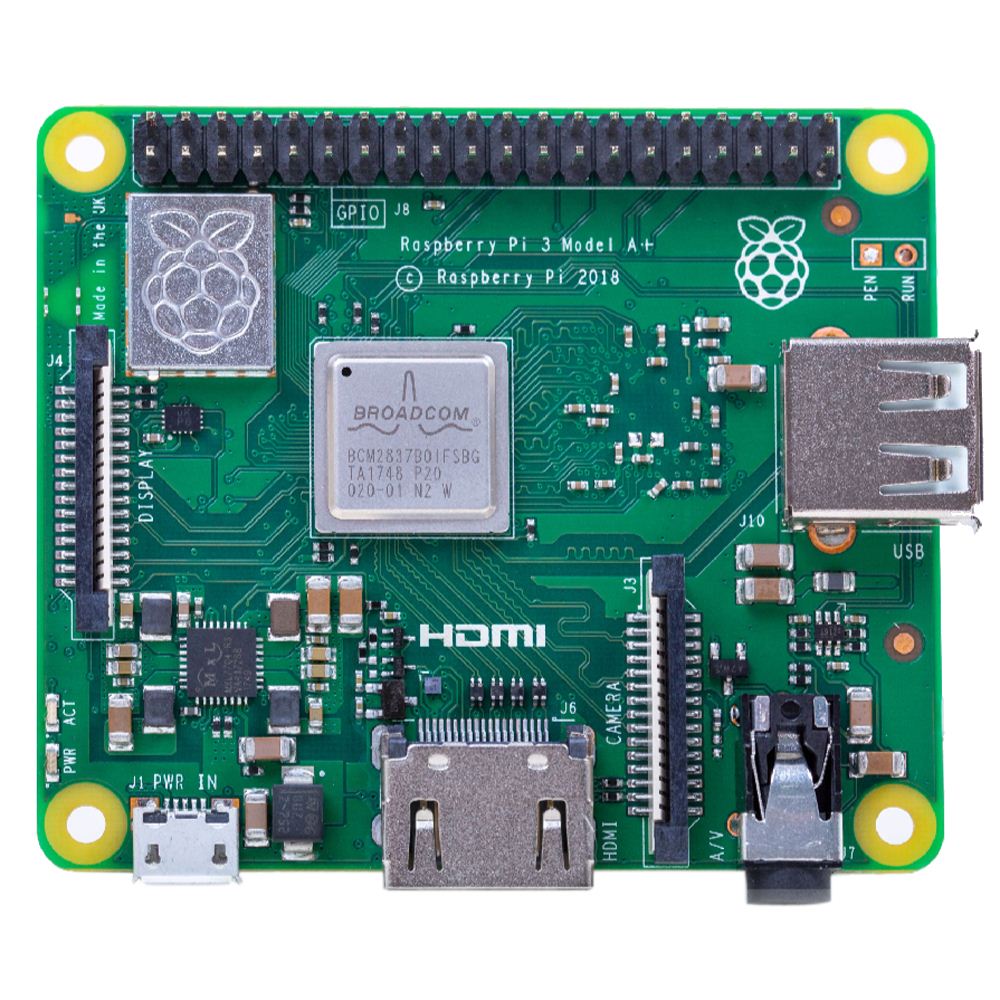 GPIO J8
Raspberry Pi 3 Model A+
© Raspberry Pi 2018
Made in the UK
PEN
RUN
J4
DISPLAY
BROADCOM®
BCM2837B0IFSBG
TA1748 P20
020-01 N2 W
J10
USB
J3
HDMI
CAMERA
J6
ACT
PWR
J1 PWR IN
HDMI
A/V
J7